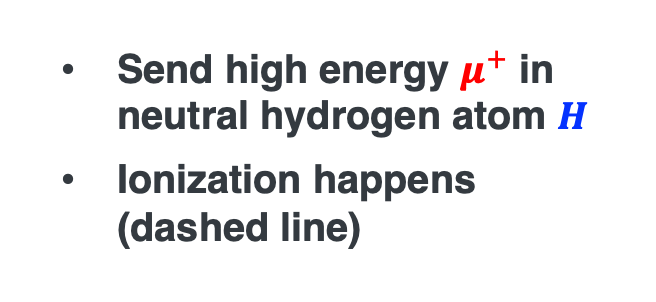 • Send high energy μ⁺ in
neutral hydrogen atom H
• Ionization happens
(dashed line)